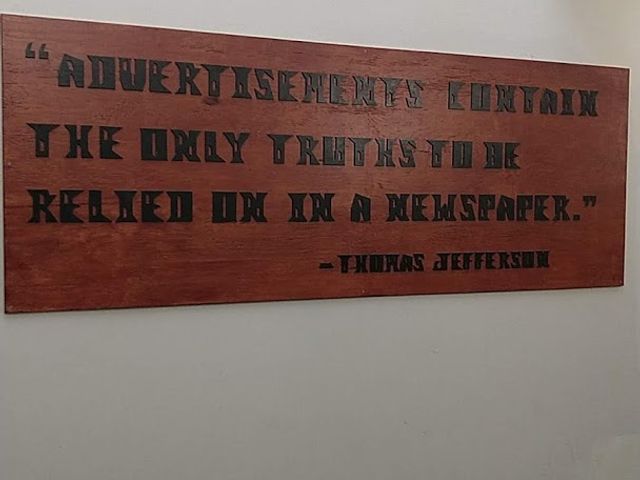 “ADVERTISEMENTS CONTAIN
THE ONLY TRUTHS TO BE
RELIED ON IN A NEWSPAPER.”
-THOMAS JEFFERSON